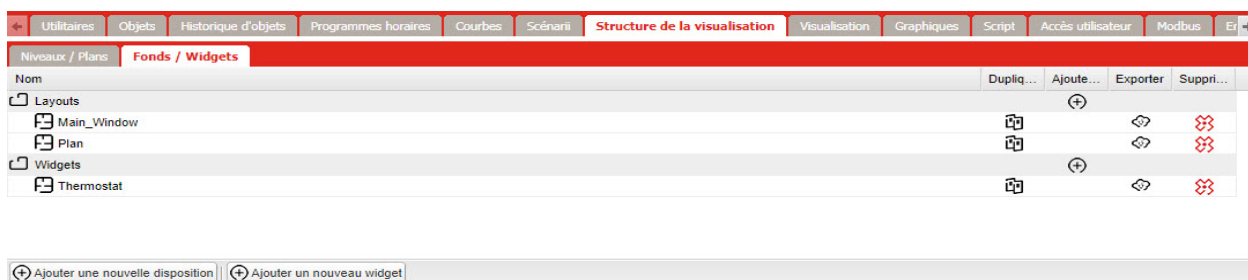 Utilitaires Objets Historique d'objets Programmes horaires Courbes Scénarii Structure de la visualisation Visualisation Graphiques Script Accès utilisateur Modbus
Niveaux / Plans Fonds / Widgets
Nom Dupliq... Ajoute... Exporter Suppri...
Layouts
Main_Window
Plan
Widgets
Thermostat
Ajouter une nouvelle disposition Ajouter un nouveau widget